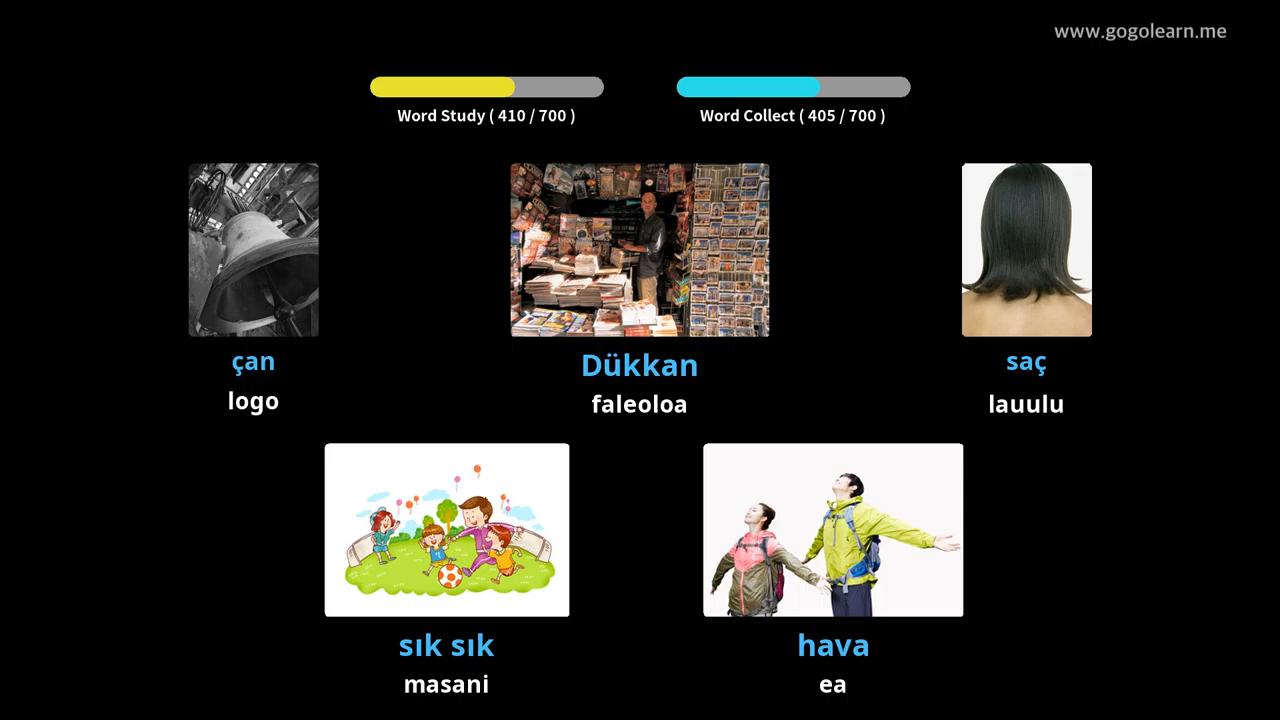 www.gogolearn.me
Word Study ( 410 / 700 )
Word Collect ( 405 / 700 )
çan
logo
Dükkan
faleoloa
saç
lauulu
sık sık
masani
hava
ea